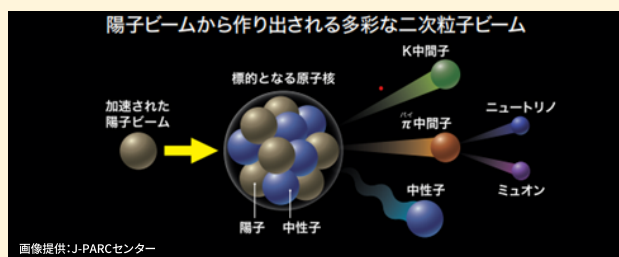 陽子ビームから作り出される多彩な二次粒子ビーム
K中間子
標的となる原子核
加速された
陽子ビーム
ニュートリノ
パイ
π中間子
中性子
ミュオン
陽子
中性子
画像提供:J-PARCセンター